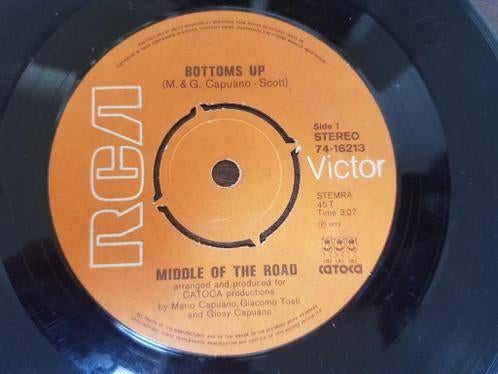 BOTTOMS UP
(M. & G. Capuano - Scott)
RCA
Side 1
STEREO
74-16213
Victor
STEMRA
45 T
Time 3:07
Ⓟ 1972
CATOCA
MIDDLE OF THE ROAD
arranged and produced for
CATOCA productions
by Mario Capuano, Giacomo Tosti
and Giosy Capuano